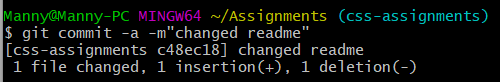 Manny@Manny-PC MINGW64 ~/Assignments (css-assignments)
$ git commit -a -m"changed readme"
[css-assignments c48ec18] changed readme
 1 file changed, 1 insertion(+), 1 deletion(-)